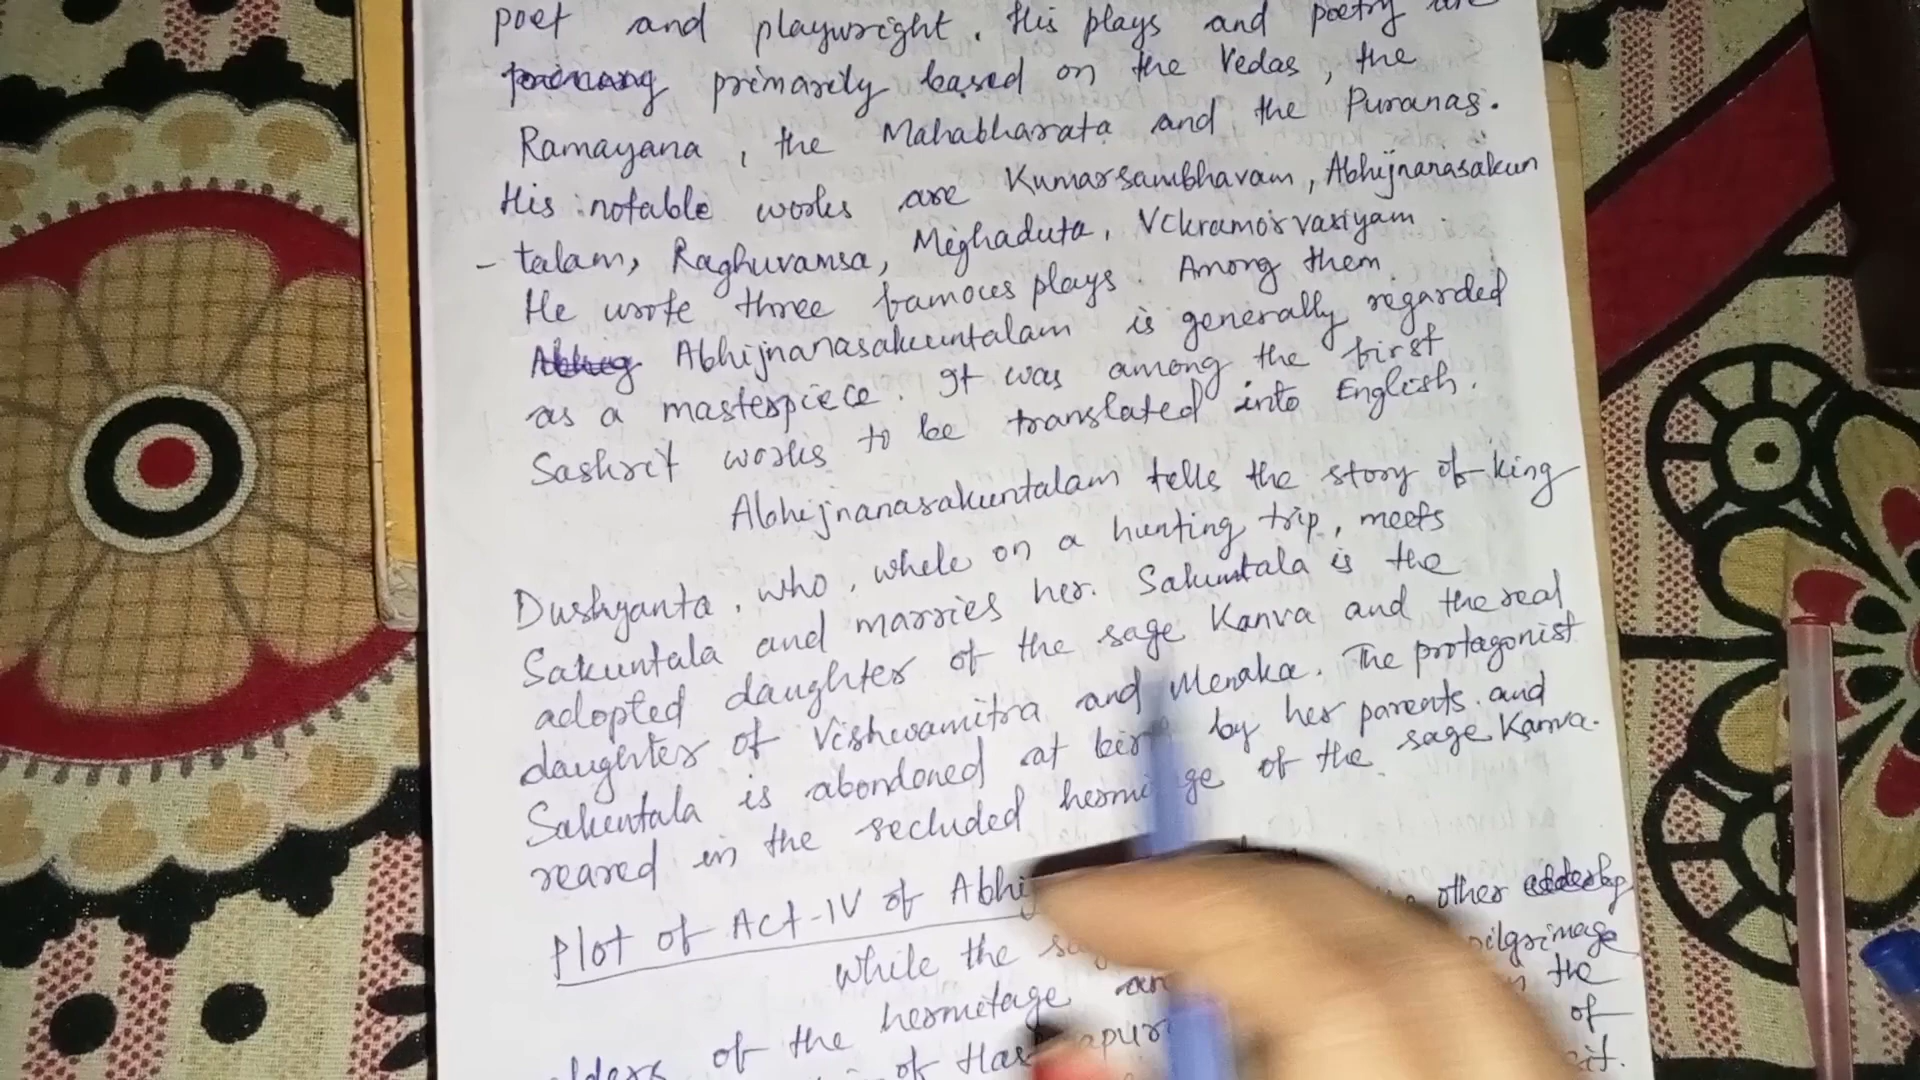 poet and playwright. His plays and poetry are
primarily based on the Vedas, the
Ramayana, the Mahabharata and the Puranas.
His notable works are Kumarsambhavam, Abhijnanasakun
- talam, Raghuvamsa, Meghaduta, Vikramorvasiyam.
He wrote three famous plays. Among them
Abhijnanasakuntalam is generally regarded
as a masterpiece. It was among the first
Saskrit works to be translated into English.
Abhijnanasakuntalam tells the story of king
Dushyanta, who, while on a hunting trip, meets
Sakuntala and marries her. Sakuntala is the
adopted daughter of the sage Kanva and the real
daughter of Vishwamitra and Menaka. The protagonist
Sakuntala is abondoned at by her parents and
reared in the secluded of the sage Kanva.
Plot of Act-IV of
While the other
of the hermitage pilgrimage
the
of of